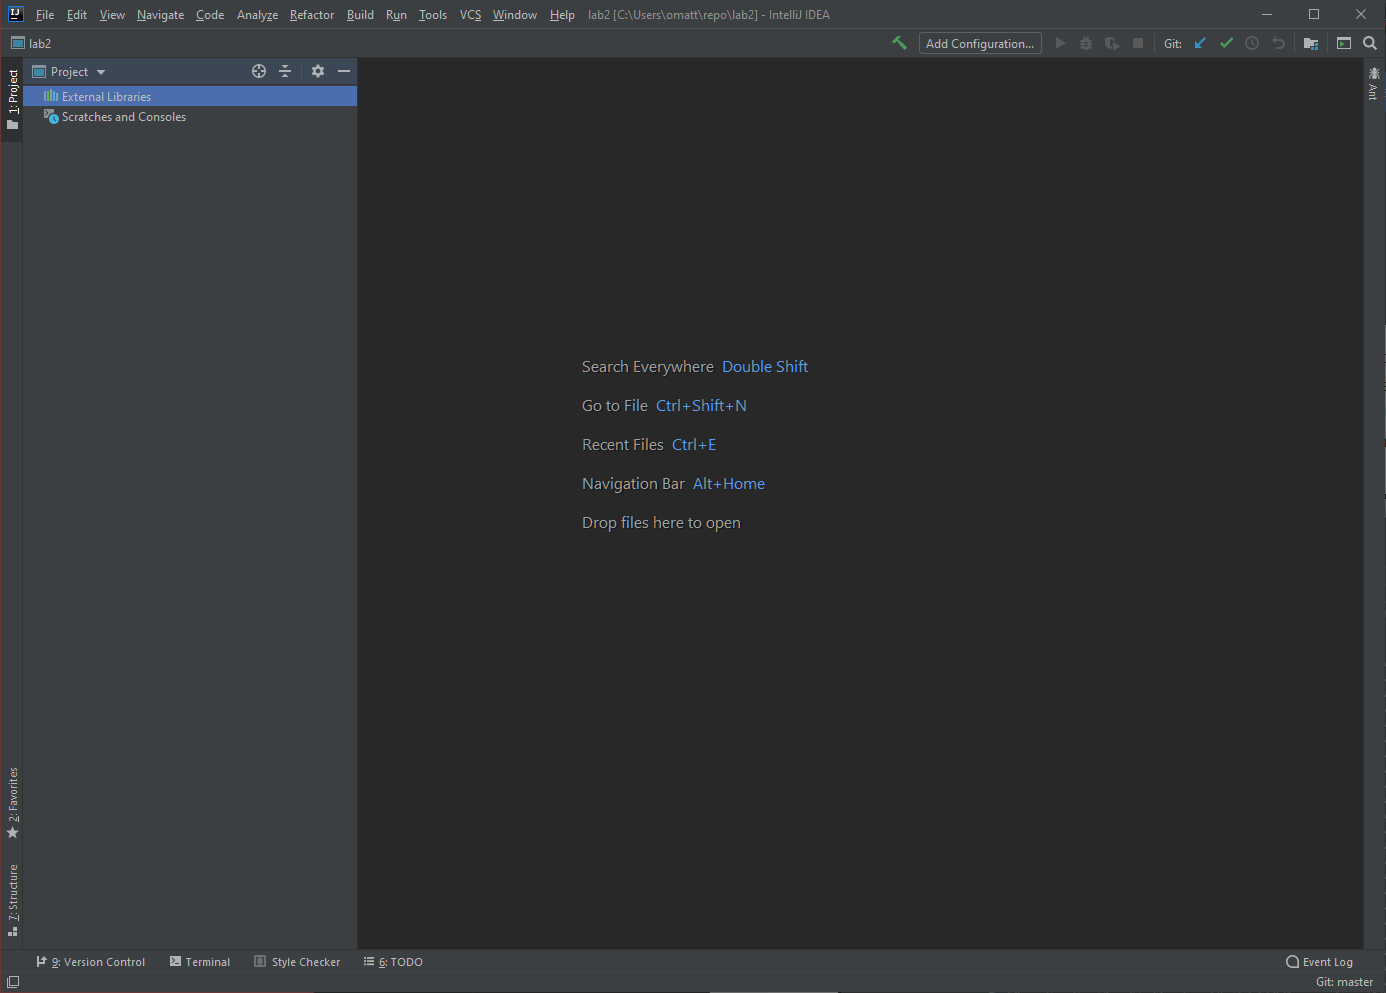 IJ File Edit View Navigate Code Analyze Refactor Build Run Tools VCS Window Help lab2 [C:\Users\omatt\repo\lab2] - IntelliJ IDEA
lab2 Add Configuration... Git:
Project
1: Project
External Libraries
Scratches and Consoles
Ant
Search Everywhere Double Shift
Go to File Ctrl+Shift+N
Recent Files Ctrl+E
Navigation Bar Alt+Home
Drop files here to open
2: Favorites
7: Structure
9: Version Control Terminal Style Checker 6: TODO Event Log
Git: master